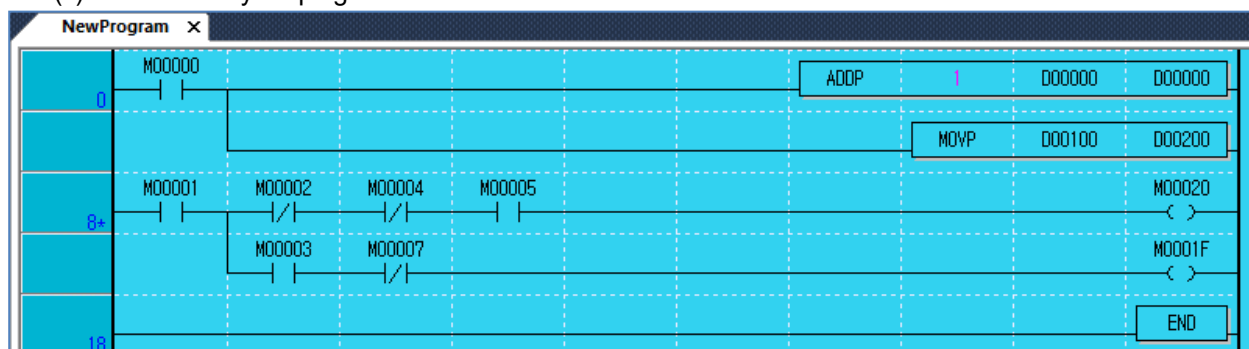 NewProgram X
M00000
0 ADDP 1 D00000 D00000
MOVP D00100 D00200
M00001 M00002 M00004 M00005 M00020
8*
M00003 M00007 M0001F
END
18